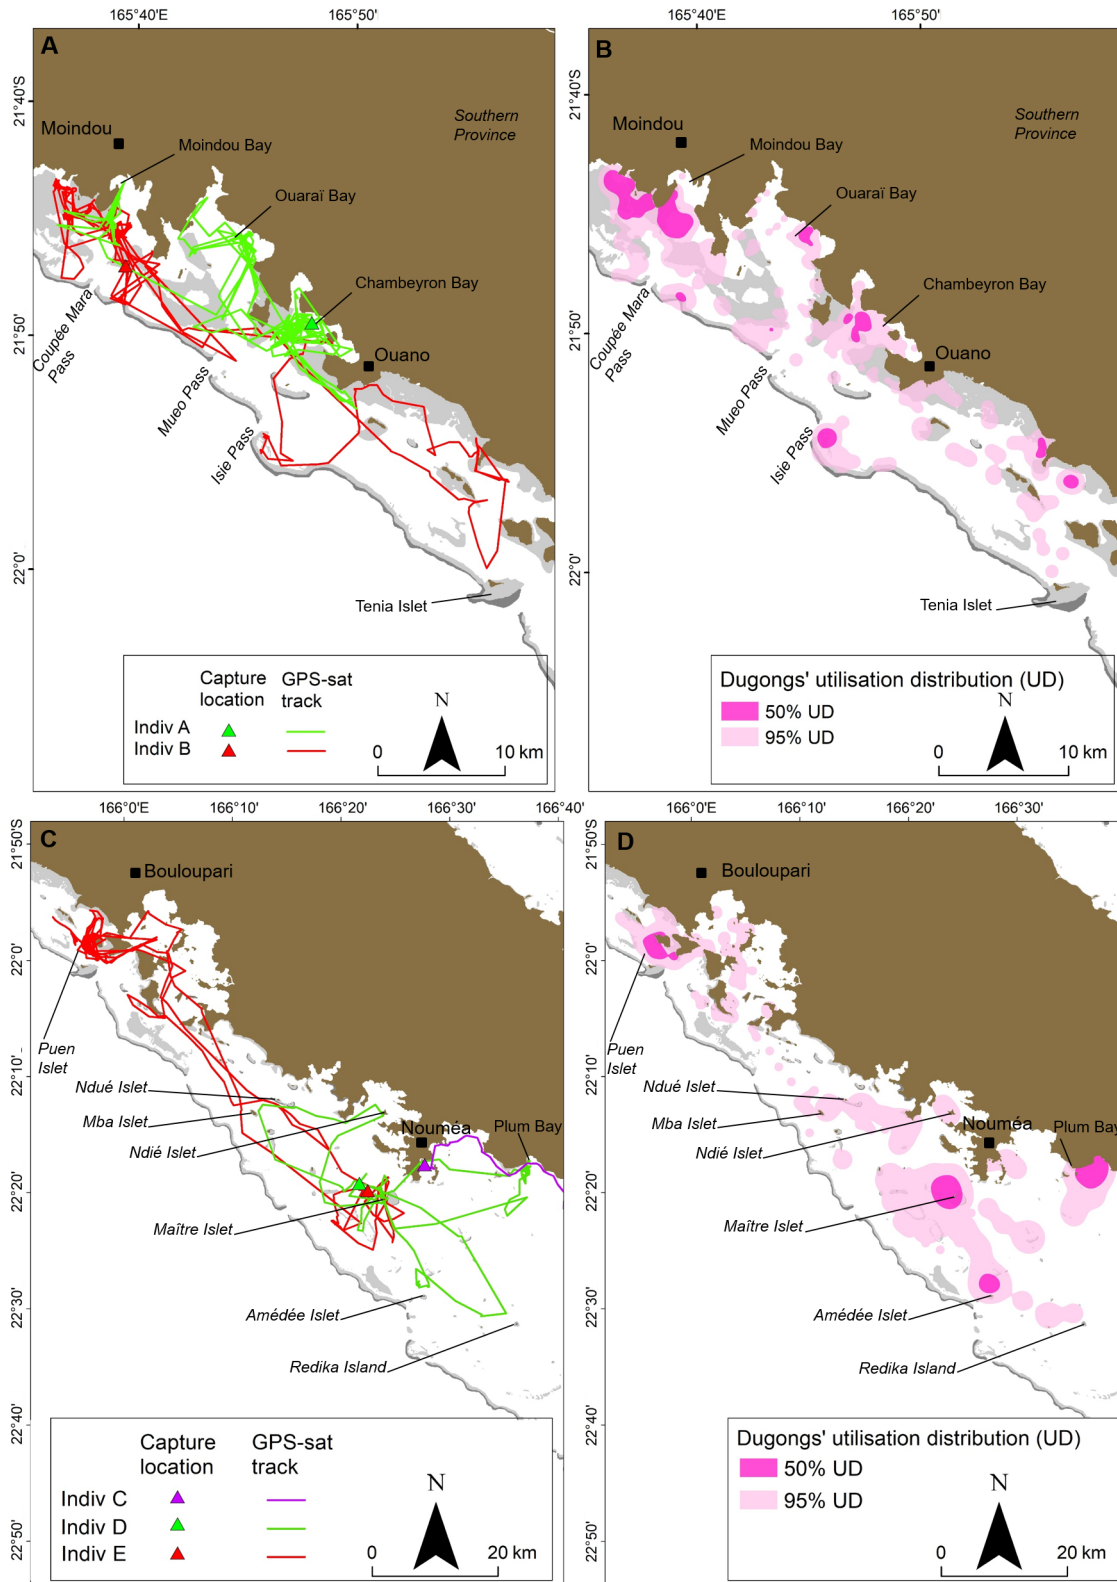 165°40'E
165°50'
A
21°40'S
21°50'
22°0'
Moindou
Southern
Province
Moindou Bay
Ouaraï Bay
Chambeyron Bay
Ouano
Coupée Mara
Pass
Mueo Pass
Isie Pass
Tenia Islet
Capture
location
GPS-sat
track
Indiv A
Indiv B
N
0
10 km
165°40'E
165°50'
B
21°40'S
21°50'
22°0'
Moindou
Southern
Province
Moindou Bay
Ouaraï Bay
Chambeyron Bay
Ouano
Coupée Mara
Pass
Mueo Pass
Isie Pass
Tenia Islet
Dugongs' utilisation distribution (UD)
50% UD
95% UD
N
0
10 km
166°0'E
166°10'
166°20'
166°30'
166°40'
C
21°50'S
22°0'
22°10'
22°20'
22°30'
22°40'
22°50'
Bouloupari
Puen
Islet
Ndué Islet
Mba Islet
Ndié Islet
Nouméa
Plum Bay
Maître Islet
Amédée Islet
Redika Island
Capture
location
GPS-sat
track
Indiv C
Indiv D
Indiv E
N
0
20 km
166°0'E
166°10'
166°20'
166°30'
D
21°50'S
22°0'
22°10'
22°20'
22°30'
22°40'
22°50'
Bouloupari
Puen
Islet
Ndué Islet
Mba Islet
Ndié Islet
Nouméa
Plum Bay
Maître Islet
Amédée Islet
Redika Island
Dugongs' utilisation distribution (UD)
50% UD
95% UD
N
0
20 km